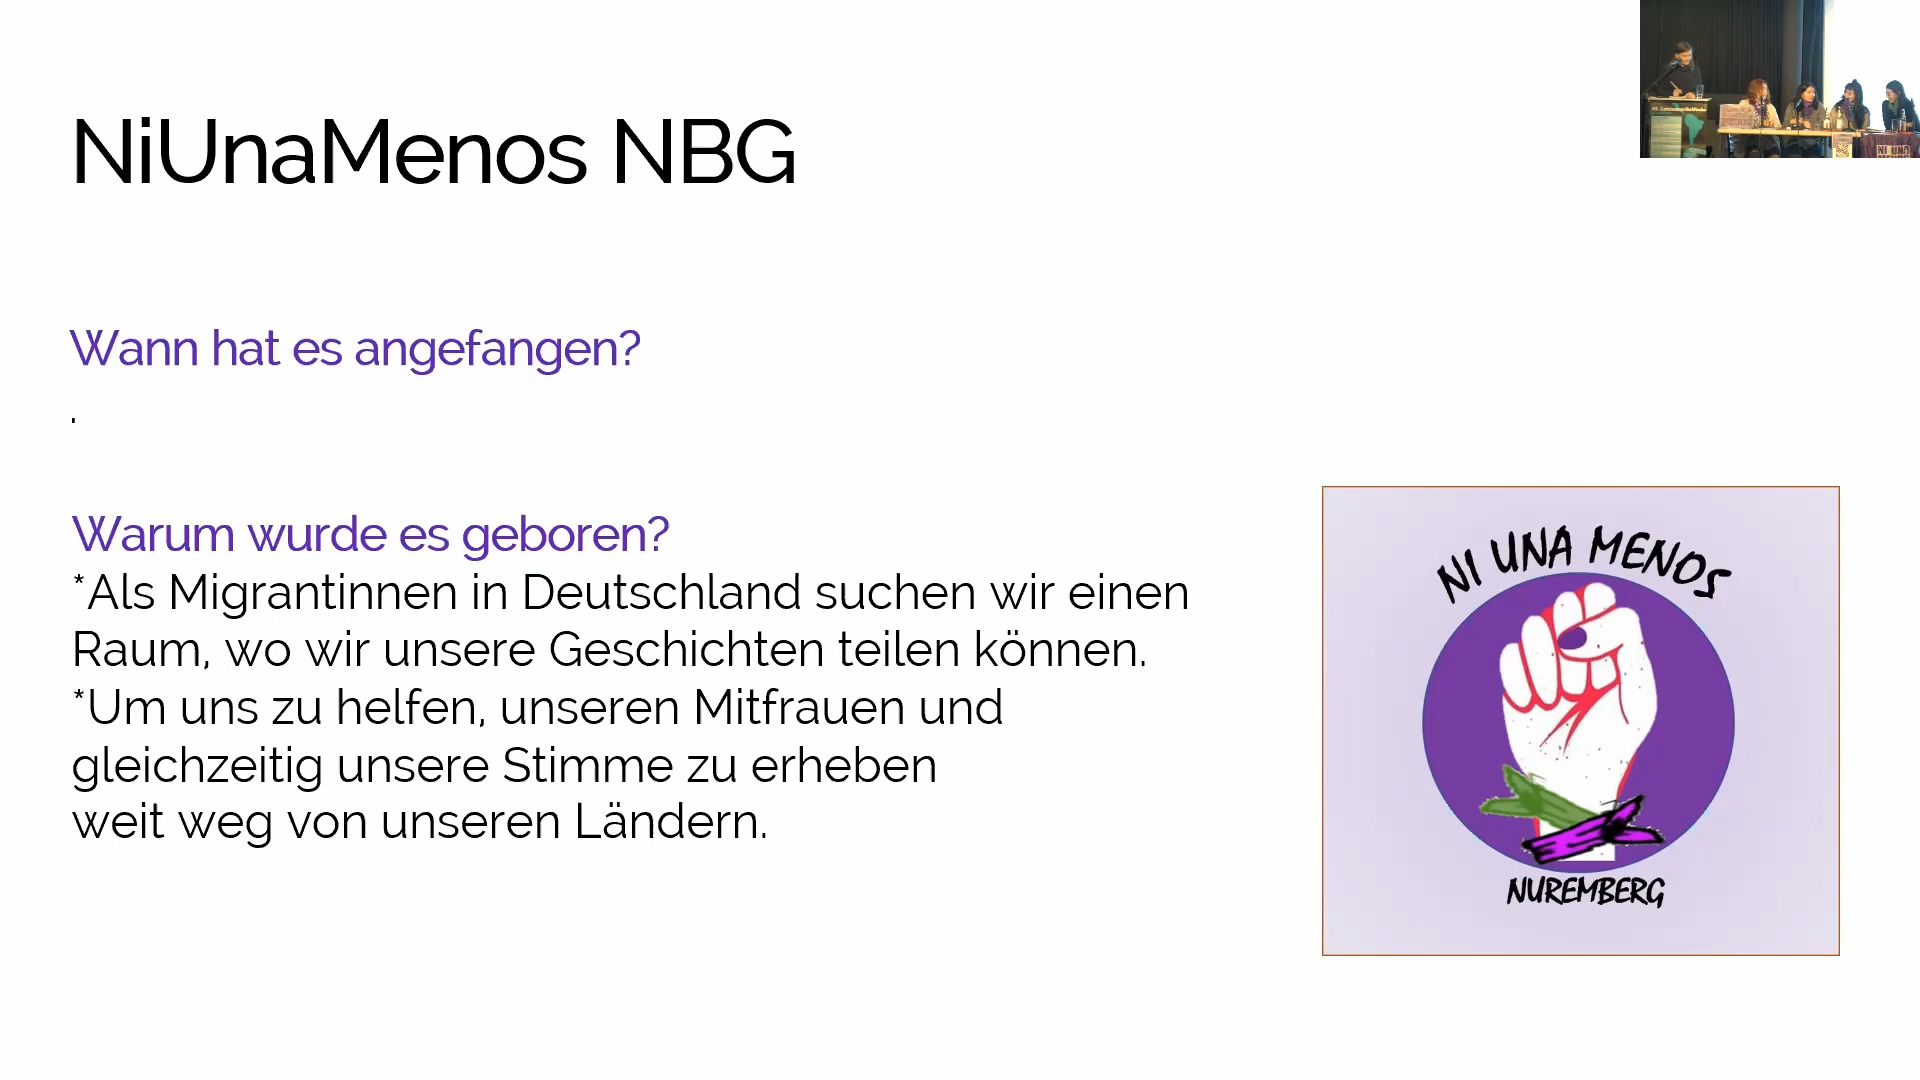 NiUnaMenos NBG
Wann hat es angefangen?
.
Warum wurde es geboren?
*Als Migrantinnen in Deutschland suchen wir einen
Raum, wo wir unsere Geschichten teilen können.
*Um uns zu helfen, unseren Mitfrauen und
gleichzeitig unsere Stimme zu erheben
weit weg von unseren Ländern.
NI UNA MENOS
NUREMBERG
NI UNA